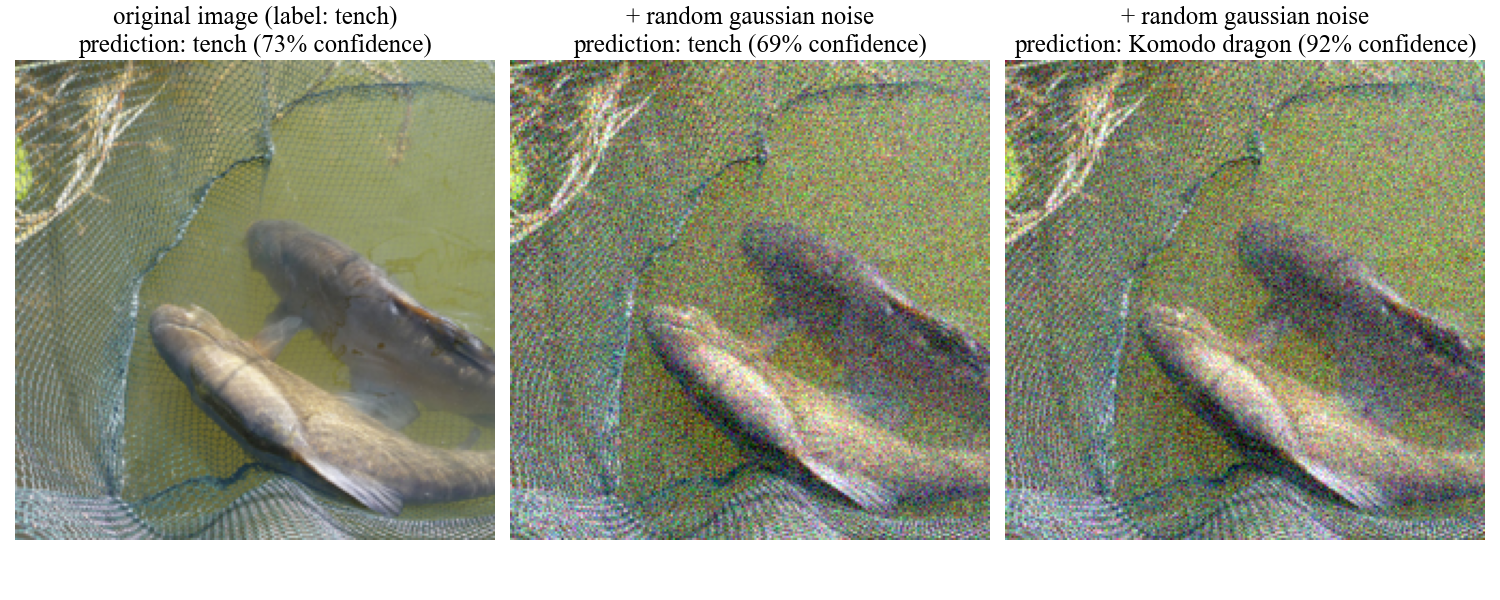 original image (label: tench)
prediction: tench (73% confidence)
+ random gaussian noise
prediction: tench (69% confidence)
+ random gaussian noise
prediction: Komodo dragon (92% confidence)